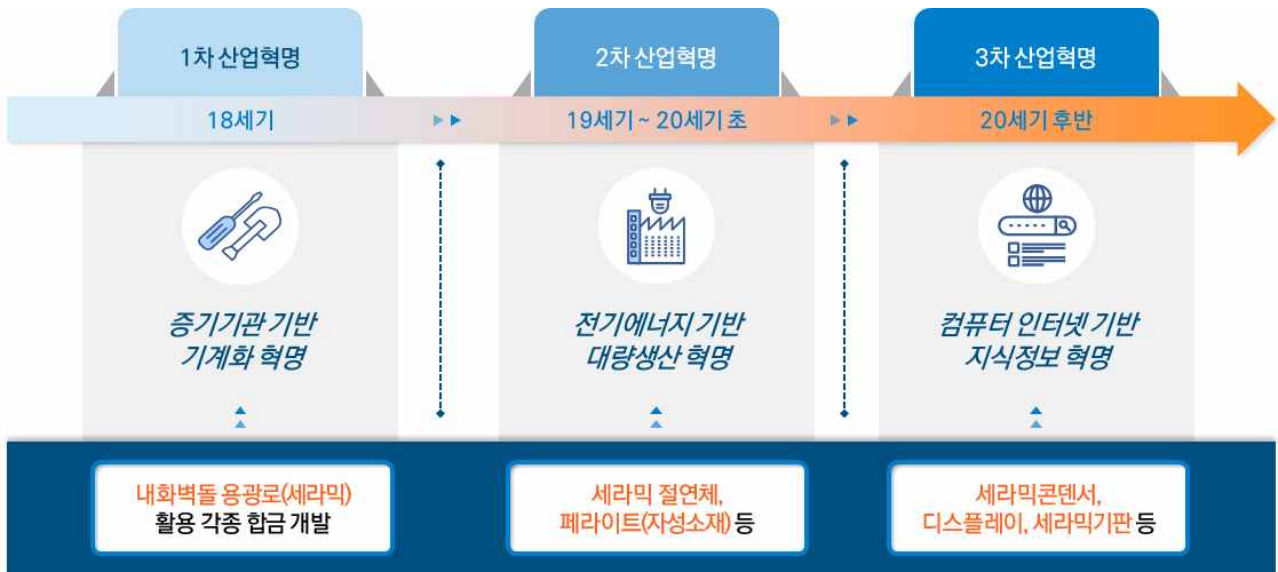 1차 산업혁명
2차 산업혁명
3차 산업혁명
18세기
19세기 ~ 20세기 초
20세기 후반
증기기관 기반
기계화 혁명
전기에너지 기반
대량생산 혁명
컴퓨터 인터넷 기반
지식정보 혁명
내화벽돌 용광로(세라믹)
활용 각종 합금 개발
세라믹 절연체,
페라이트(자성소재) 등
세라믹콘덴서,
디스플레이, 세라믹기판 등